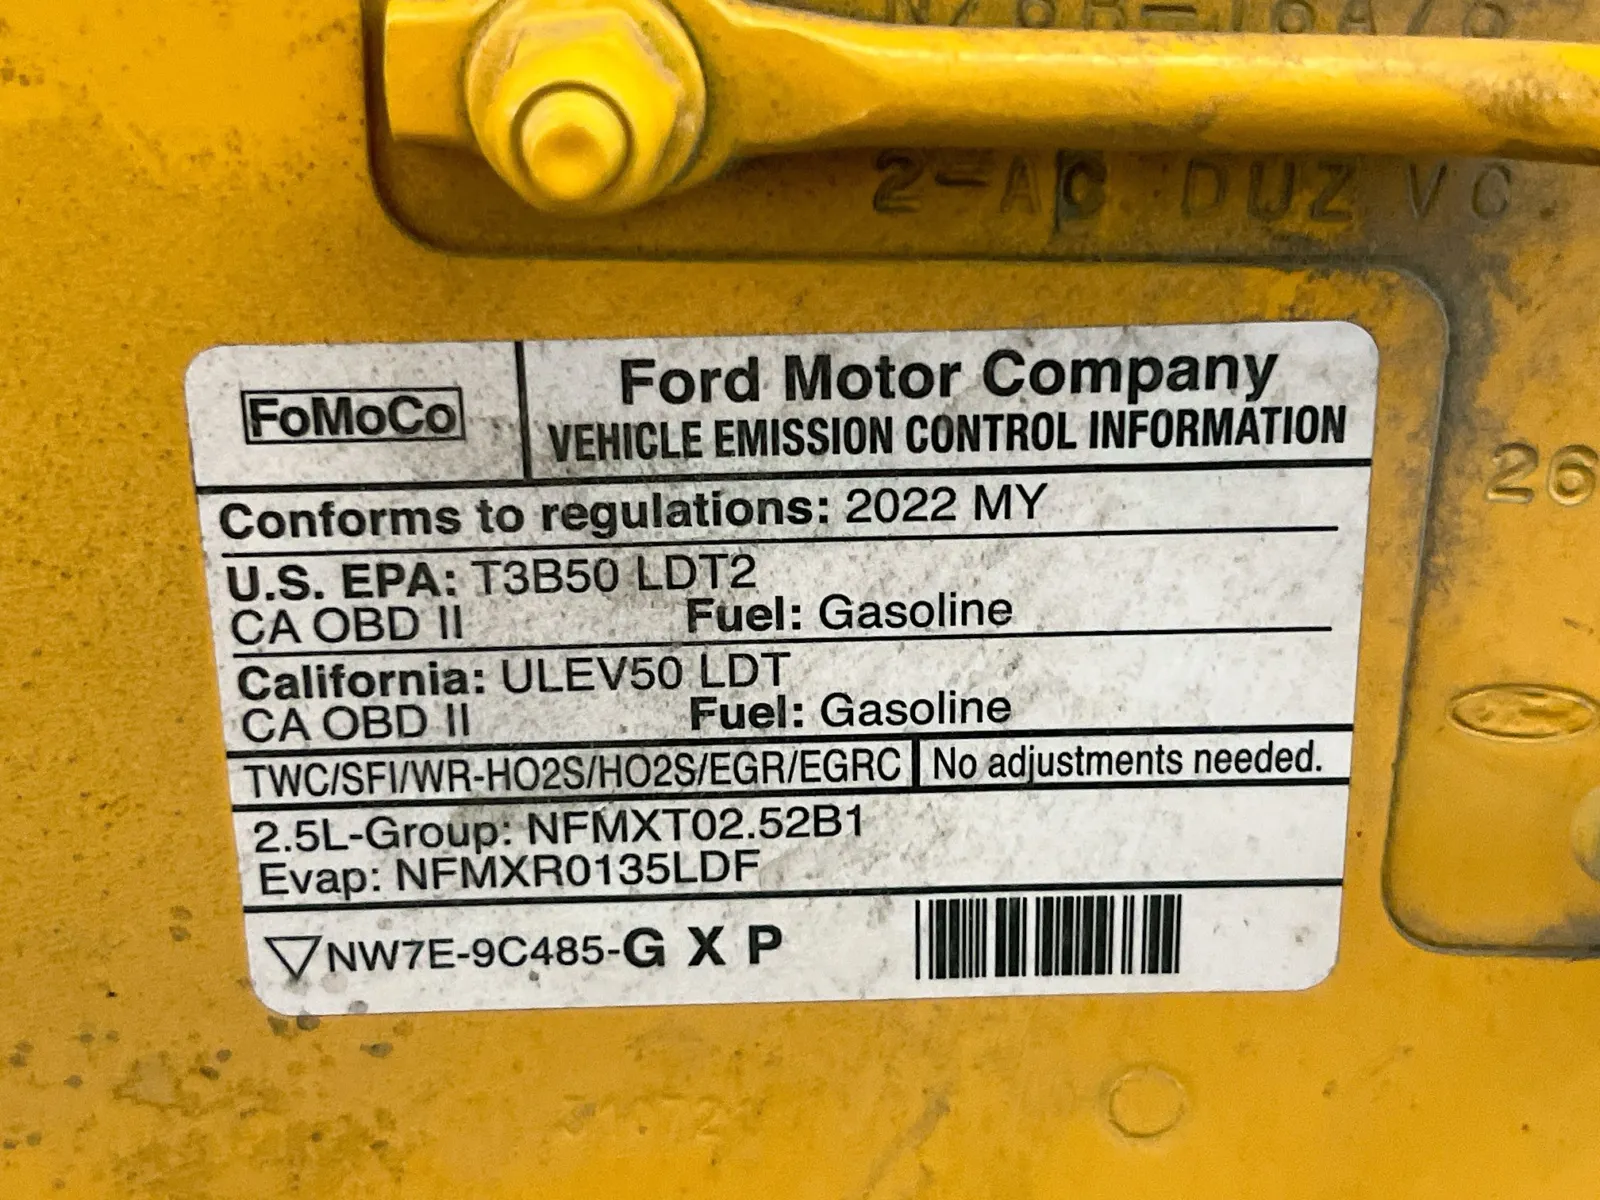 2-AC DUZ VC
FoMoCo
Ford Motor Company
VEHICLE EMISSION CONTROL INFORMATION
Conforms to regulations: 2022 MY
U.S. EPA: T3B50 LDT2
CA OBD II Fuel: Gasoline
California: ULEV50 LDT
CA OBD II Fuel: Gasoline
TWC/SFI/WR-HO2S/HO2S/EGR/EGRC No adjustments needed.
2.5L-Group: NFMXT02.52B1
Evap: NFMXR0135LDF
NW7E-9C485-G X P
26